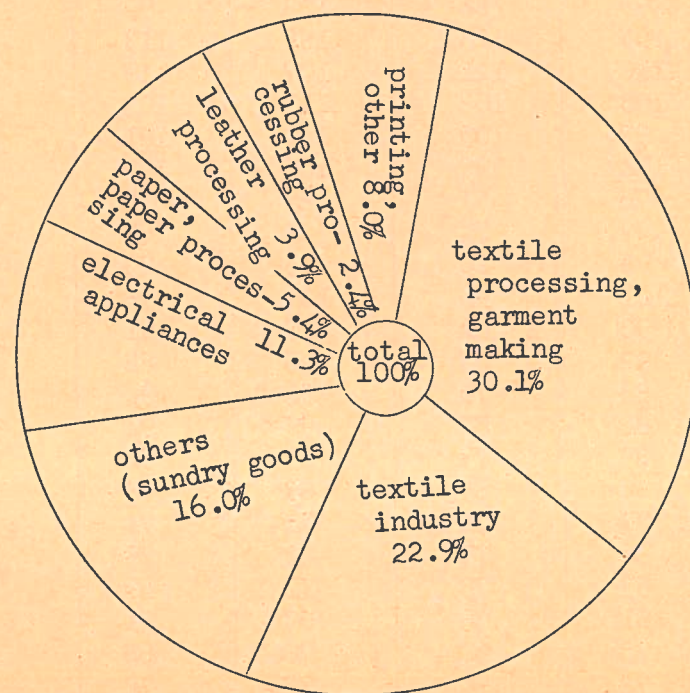 printing,
other 8.0%
textile
processing,
garment
making
30.1%
textile
industry
22.9%
others
(sundry goods)
16.0%
electrical 11.3%
appliances
paper,
paper proces-5.4%
sing
leather 3.9%
processing
rubber pro- 2.4%
cessing
total
100%